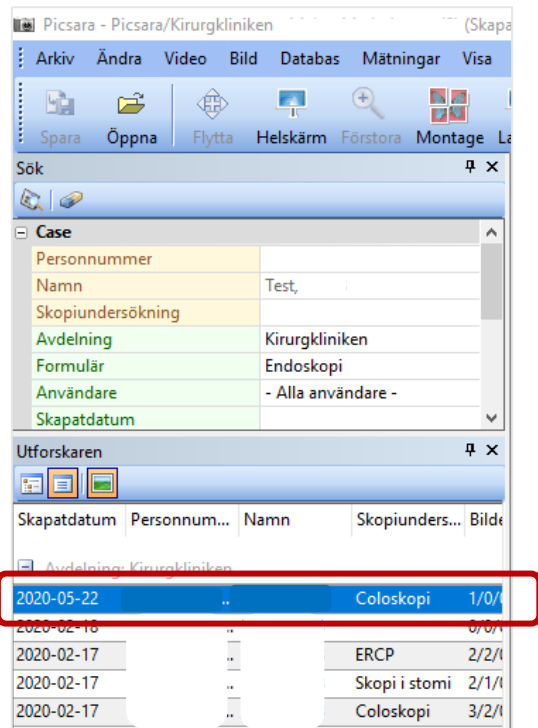 Picsara - Picsara/Kirurgkliniken (Skapa
Arkiv Ändra Video Bild Databas Mätningar Visa
Spara Öppna Flytta Helskärm Förstora Montage La
Sök
Case
Personnummer
Namn Test,
Skopiundersökning
Avdelning Kirurgkliniken
Formulär Endoskopi
Användare - Alla användare -
Skapatdatum
Utforskaren
Skapatdatum Personnum... Namn Skopiunders... Bilde
Avdelning: Kirurgkliniken
2020-05-22 .. Coloskopi 1/0/
2020-02-18 .. 0/0/
2020-02-17 .. ERCP 2/2/
2020-02-17 .. Skopi i stomi 2/1/
2020-02-17 .. Coloskopi 3/2/